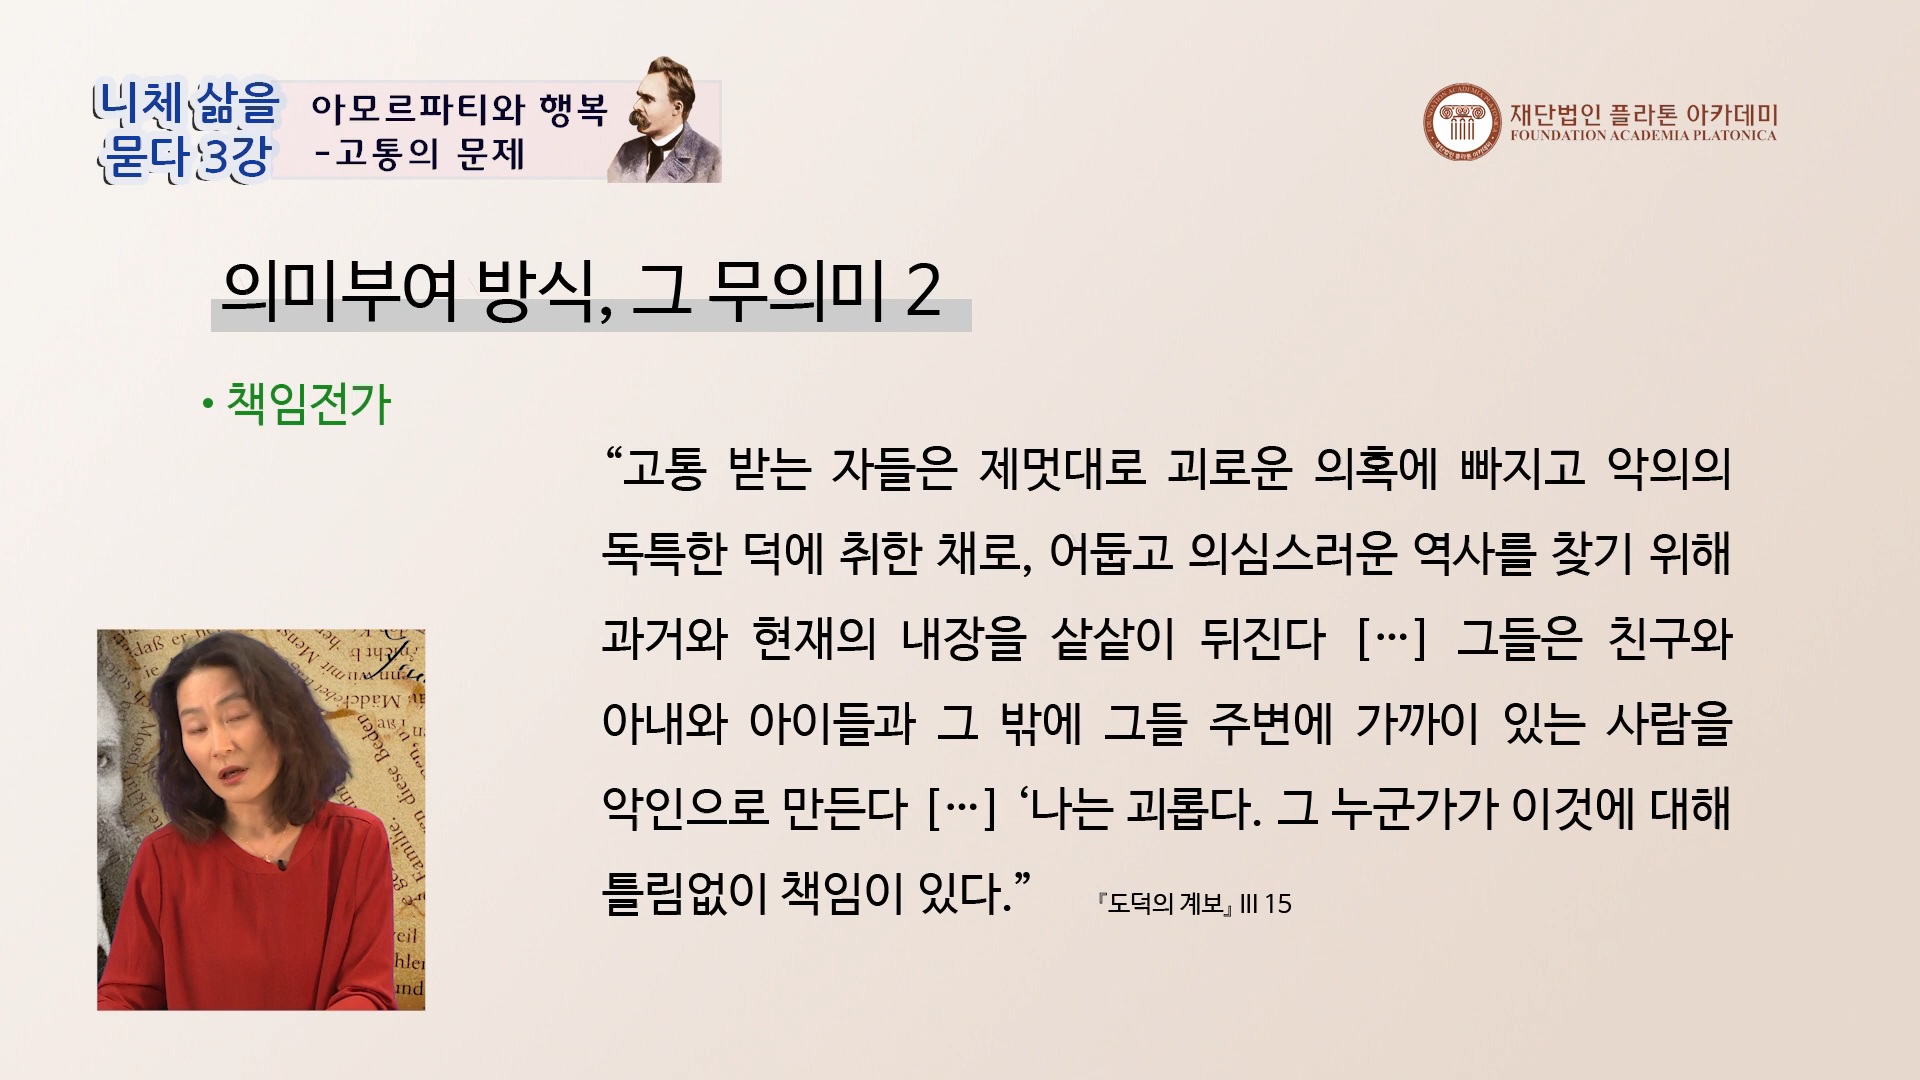 니체 삶을
묻다 3강
아모르파티와 행복
-고통의 문제
재단법인 플라톤 아카데미
FOUNDATION ACADEMIA PLATONICA
의미부여 방식, 그 무의미 2
• 책임전가
“고통 받는 자들은 제멋대로 괴로운 의혹에 빠지고 악의의
독특한 덕에 취한 채로, 어둡고 의심스러운 역사를 찾기 위해
과거와 현재의 내장을 샅샅이 뒤진다 […] 그들은 친구와
아내와 아이들과 그 밖에 그들 주변에 가까이 있는 사람을
악인으로 만든다 […] ‘나는 괴롭다. 그 누군가가 이것에 대해
틀림없이 책임이 있다.”
『도덕의 계보』 III 15